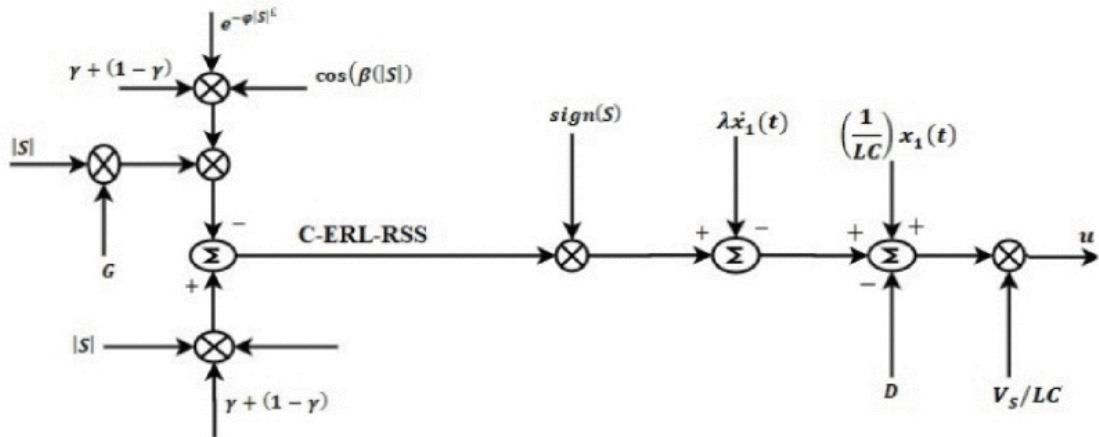 e^{-φ|S|^£}
γ + (1 − γ)
cos(β(|S|)
|S|
G
−
Σ
+
C-ERL-RSS
|S|
γ + (1 − γ)
sign(S)
λẋ₁(t)
+
−
Σ
(1/LC) x₁(t)
+
+
Σ
−
D
V_S/LC
u